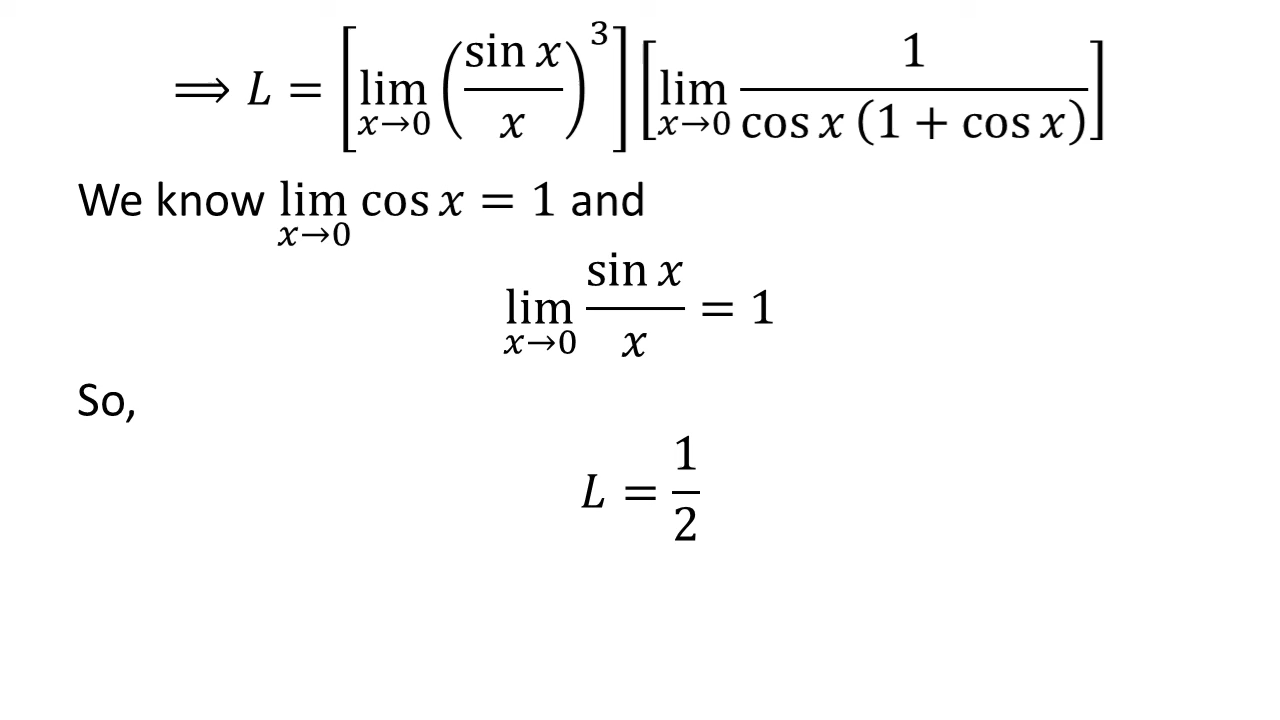 ⟹ L = [lim_{x→0} (sin x / x)^3] [lim_{x→0} 1 / (cos x (1 + cos x))]
We know lim_{x→0} cos x = 1 and
lim_{x→0} sin x / x = 1
So,
L = 1/2